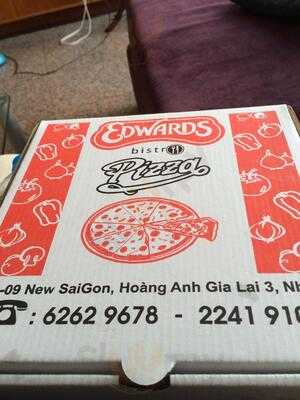 EDWARDS
bistro
Pizza
-09 New SaiGon, Hoàng Anh Gia Lai 3, Nh
: 6262 9678 - 2241 910